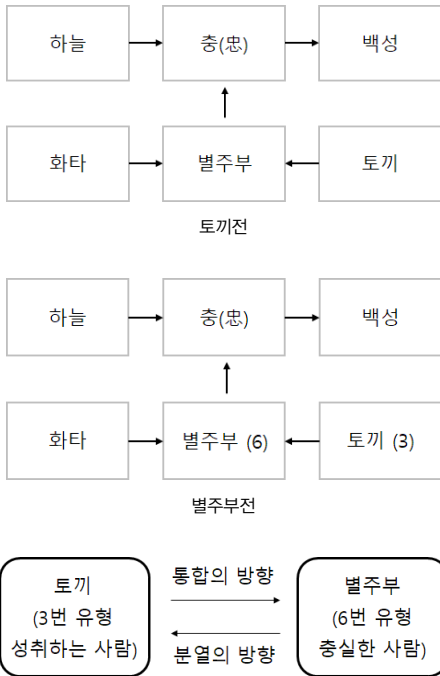 하늘
충(忠)
백성
화타
별주부
토끼
토끼전
하늘
충(忠)
백성
화타
별주부 (6)
토끼 (3)
별주부전
토끼
(3번 유형
성취하는 사람)
통합의 방향
분열의 방향
별주부
(6번 유형
충실한 사람)